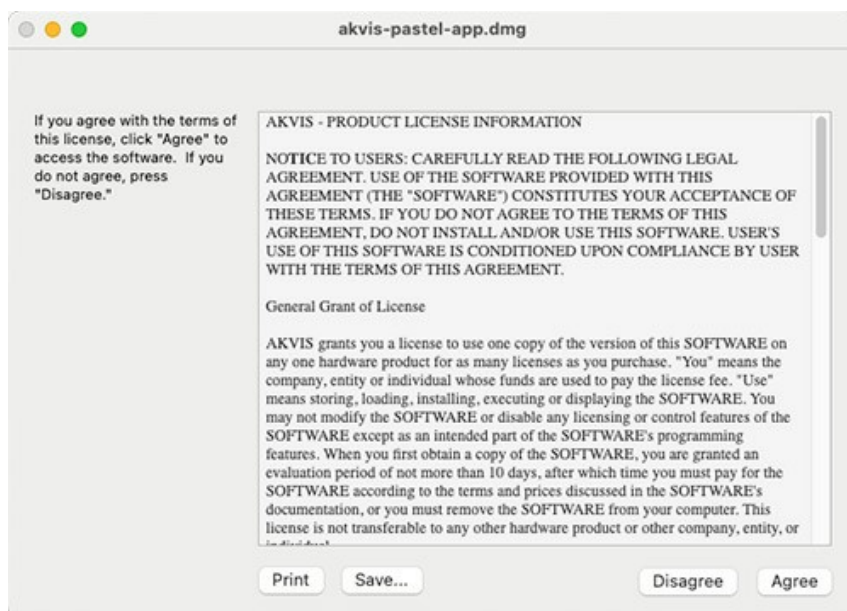 akvis-pastel-app.dmg
If you agree with the terms of
this license, click "Agree" to
access the software. If you
do not agree, press
"Disagree."
AKVIS - PRODUCT LICENSE INFORMATION
NOTICE TO USERS: CAREFULLY READ THE FOLLOWING LEGAL
AGREEMENT. USE OF THE SOFTWARE PROVIDED WITH THIS
AGREEMENT (THE "SOFTWARE") CONSTITUTES YOUR ACCEPTANCE OF
THESE TERMS. IF YOU DO NOT AGREE TO THE TERMS OF THIS
AGREEMENT, DO NOT INSTALL AND/OR USE THIS SOFTWARE. USER'S
USE OF THIS SOFTWARE IS CONDITIONED UPON COMPLIANCE BY USER
WITH THE TERMS OF THIS AGREEMENT.
General Grant of License
AKVIS grants you a license to use one copy of the version of this SOFTWARE on
any one hardware product for as many licenses as you purchase. "You" means the
company, entity or individual whose funds are used to pay the license fee. "Use"
means storing, loading, installing, executing or displaying the SOFTWARE. You
may not modify the SOFTWARE or disable any licensing or control features of the
SOFTWARE except as an intended part of the SOFTWARE's programming
features. When you first obtain a copy of the SOFTWARE, you are granted an
evaluation period of not more than 10 days, after which time you must pay for the
SOFTWARE according to the terms and prices discussed in the SOFTWARE's
documentation, or you must remove the SOFTWARE from your computer. This
license is not transferable to any other hardware product or other company, entity, or
Print Save... Disagree Agree